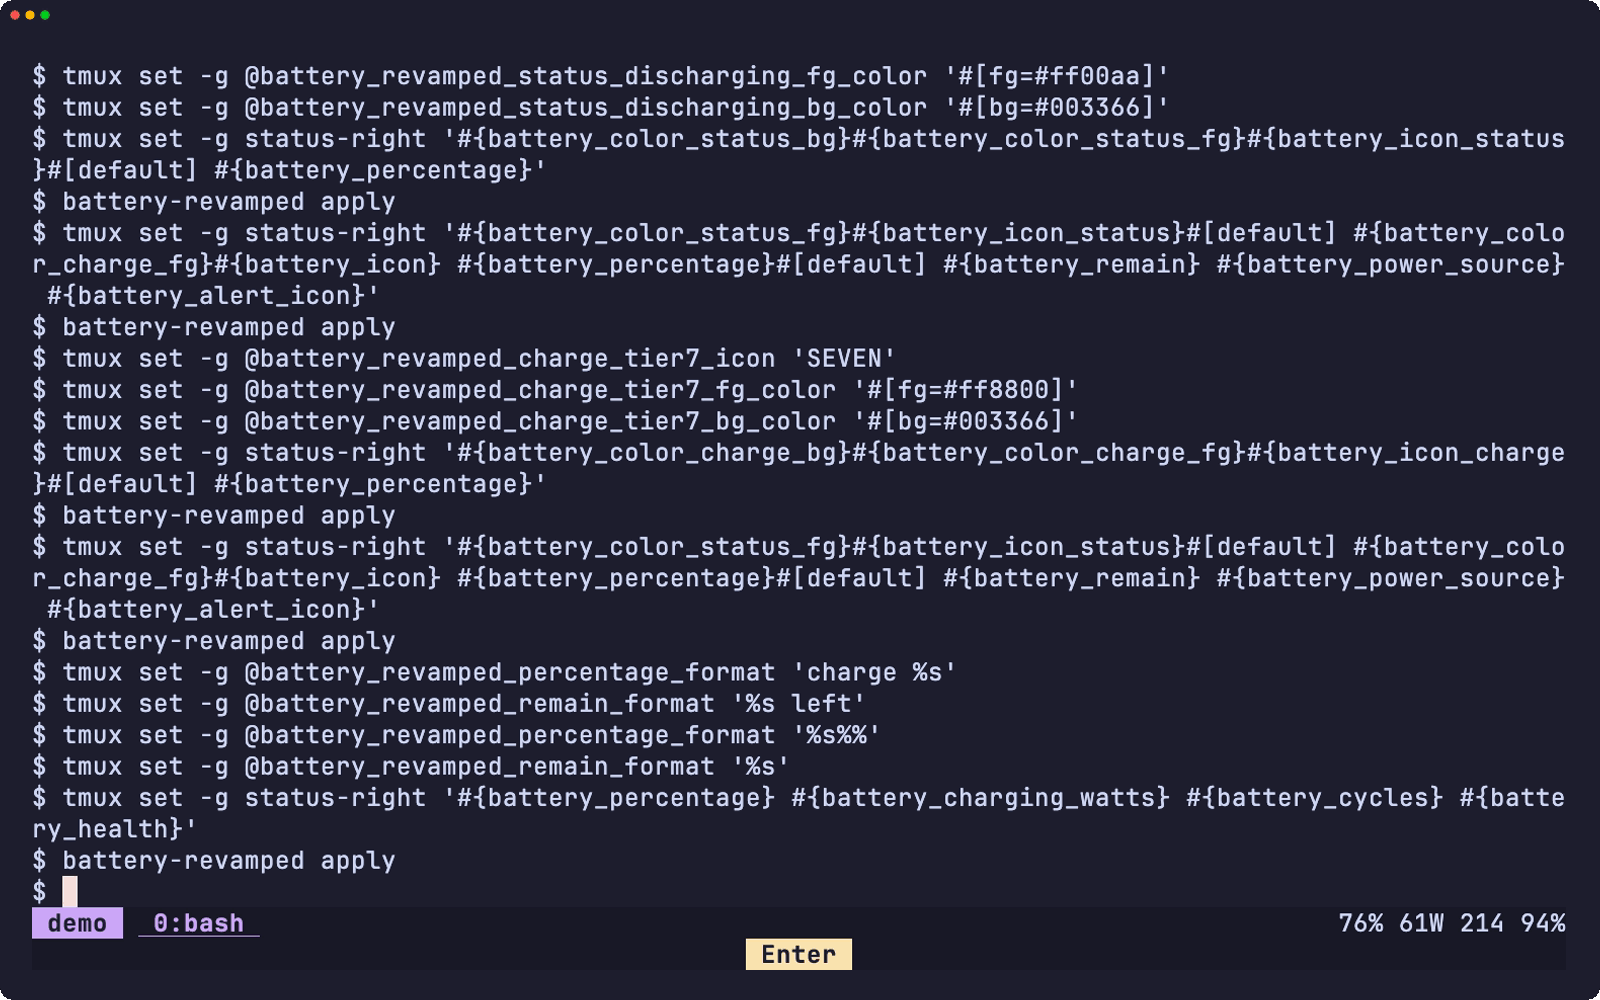 $ tmux set -g @battery_revamped_status_discharging_fg_color '#[fg=#ff00aa]'
$ tmux set -g @battery_revamped_status_discharging_bg_color '#[bg=#003366]'
$ tmux set -g status-right '#{battery_color_status_bg}#{battery_color_status_fg}#{battery_icon_status
}#[default] #{battery_percentage}'
$ battery-revamped apply
$ tmux set -g status-right '#{battery_color_status_fg}#{battery_icon_status}#[default] #{battery_colo
r_charge_fg}#{battery_icon} #{battery_percentage}#[default] #{battery_remain} #{battery_power_source}
 #{battery_alert_icon}'
$ battery-revamped apply
$ tmux set -g @battery_revamped_charge_tier7_icon 'SEVEN'
$ tmux set -g @battery_revamped_charge_tier7_fg_color '#[fg=#ff8800]'
$ tmux set -g @battery_revamped_charge_tier7_bg_color '#[bg=#003366]'
$ tmux set -g status-right '#{battery_color_charge_bg}#{battery_color_charge_fg}#{battery_icon_charge
}#[default] #{battery_percentage}'
$ battery-revamped apply
$ tmux set -g status-right '#{battery_color_status_fg}#{battery_icon_status}#[default] #{battery_colo
r_charge_fg}#{battery_icon} #{battery_percentage}#[default] #{battery_remain} #{battery_power_source}
 #{battery_alert_icon}'
$ battery-revamped apply
$ tmux set -g @battery_revamped_percentage_format 'charge %s'
$ tmux set -g @battery_revamped_remain_format '%s left'
$ tmux set -g @battery_revamped_percentage_format '%s%%'
$ tmux set -g @battery_revamped_remain_format '%s'
$ tmux set -g status-right '#{battery_percentage} #{battery_charging_watts} #{battery_cycles} #{batte
ry_health}'
$ battery-revamped apply
$
demo 0:bash 76% 61W 214 94%
Enter